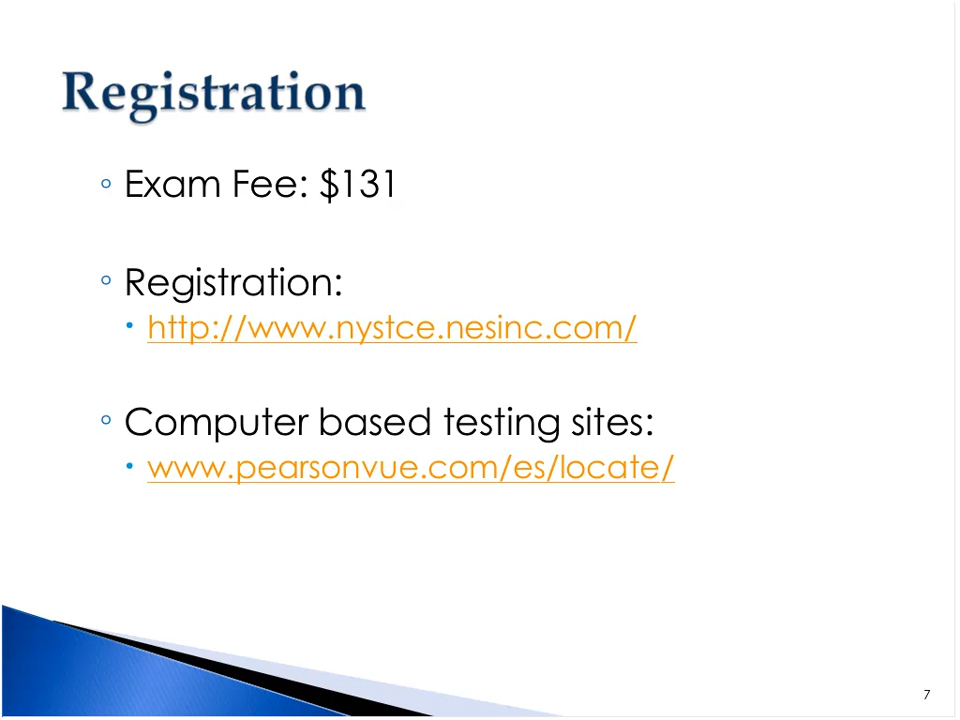 Registration
Exam Fee: $131
Registration:
http://www.nystce.nesinc.com/
Computer based testing sites:
www.pearsonvue.com/es/locate/
7